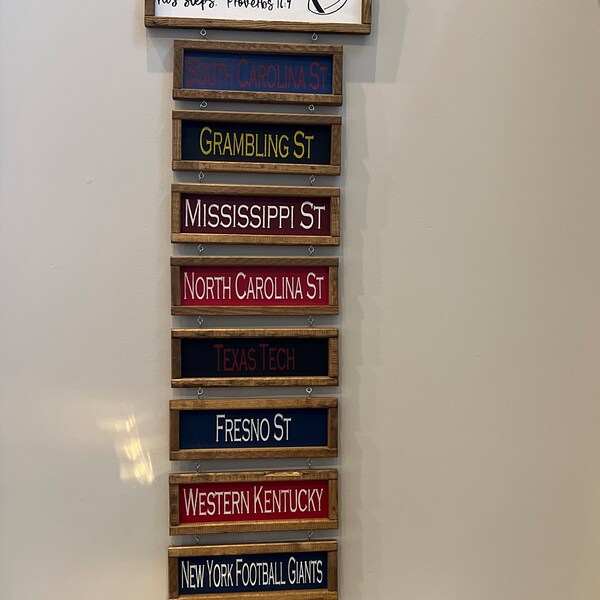 his steps. Proverbs 16:9
SOUTH CAROLINA ST
GRAMBLING ST
MISSISSIPPI ST
NORTH CAROLINA ST
TEXAS TECH
FRESNO ST
WESTERN KENTUCKY
NEW YORK FOOTBALL GIANTS